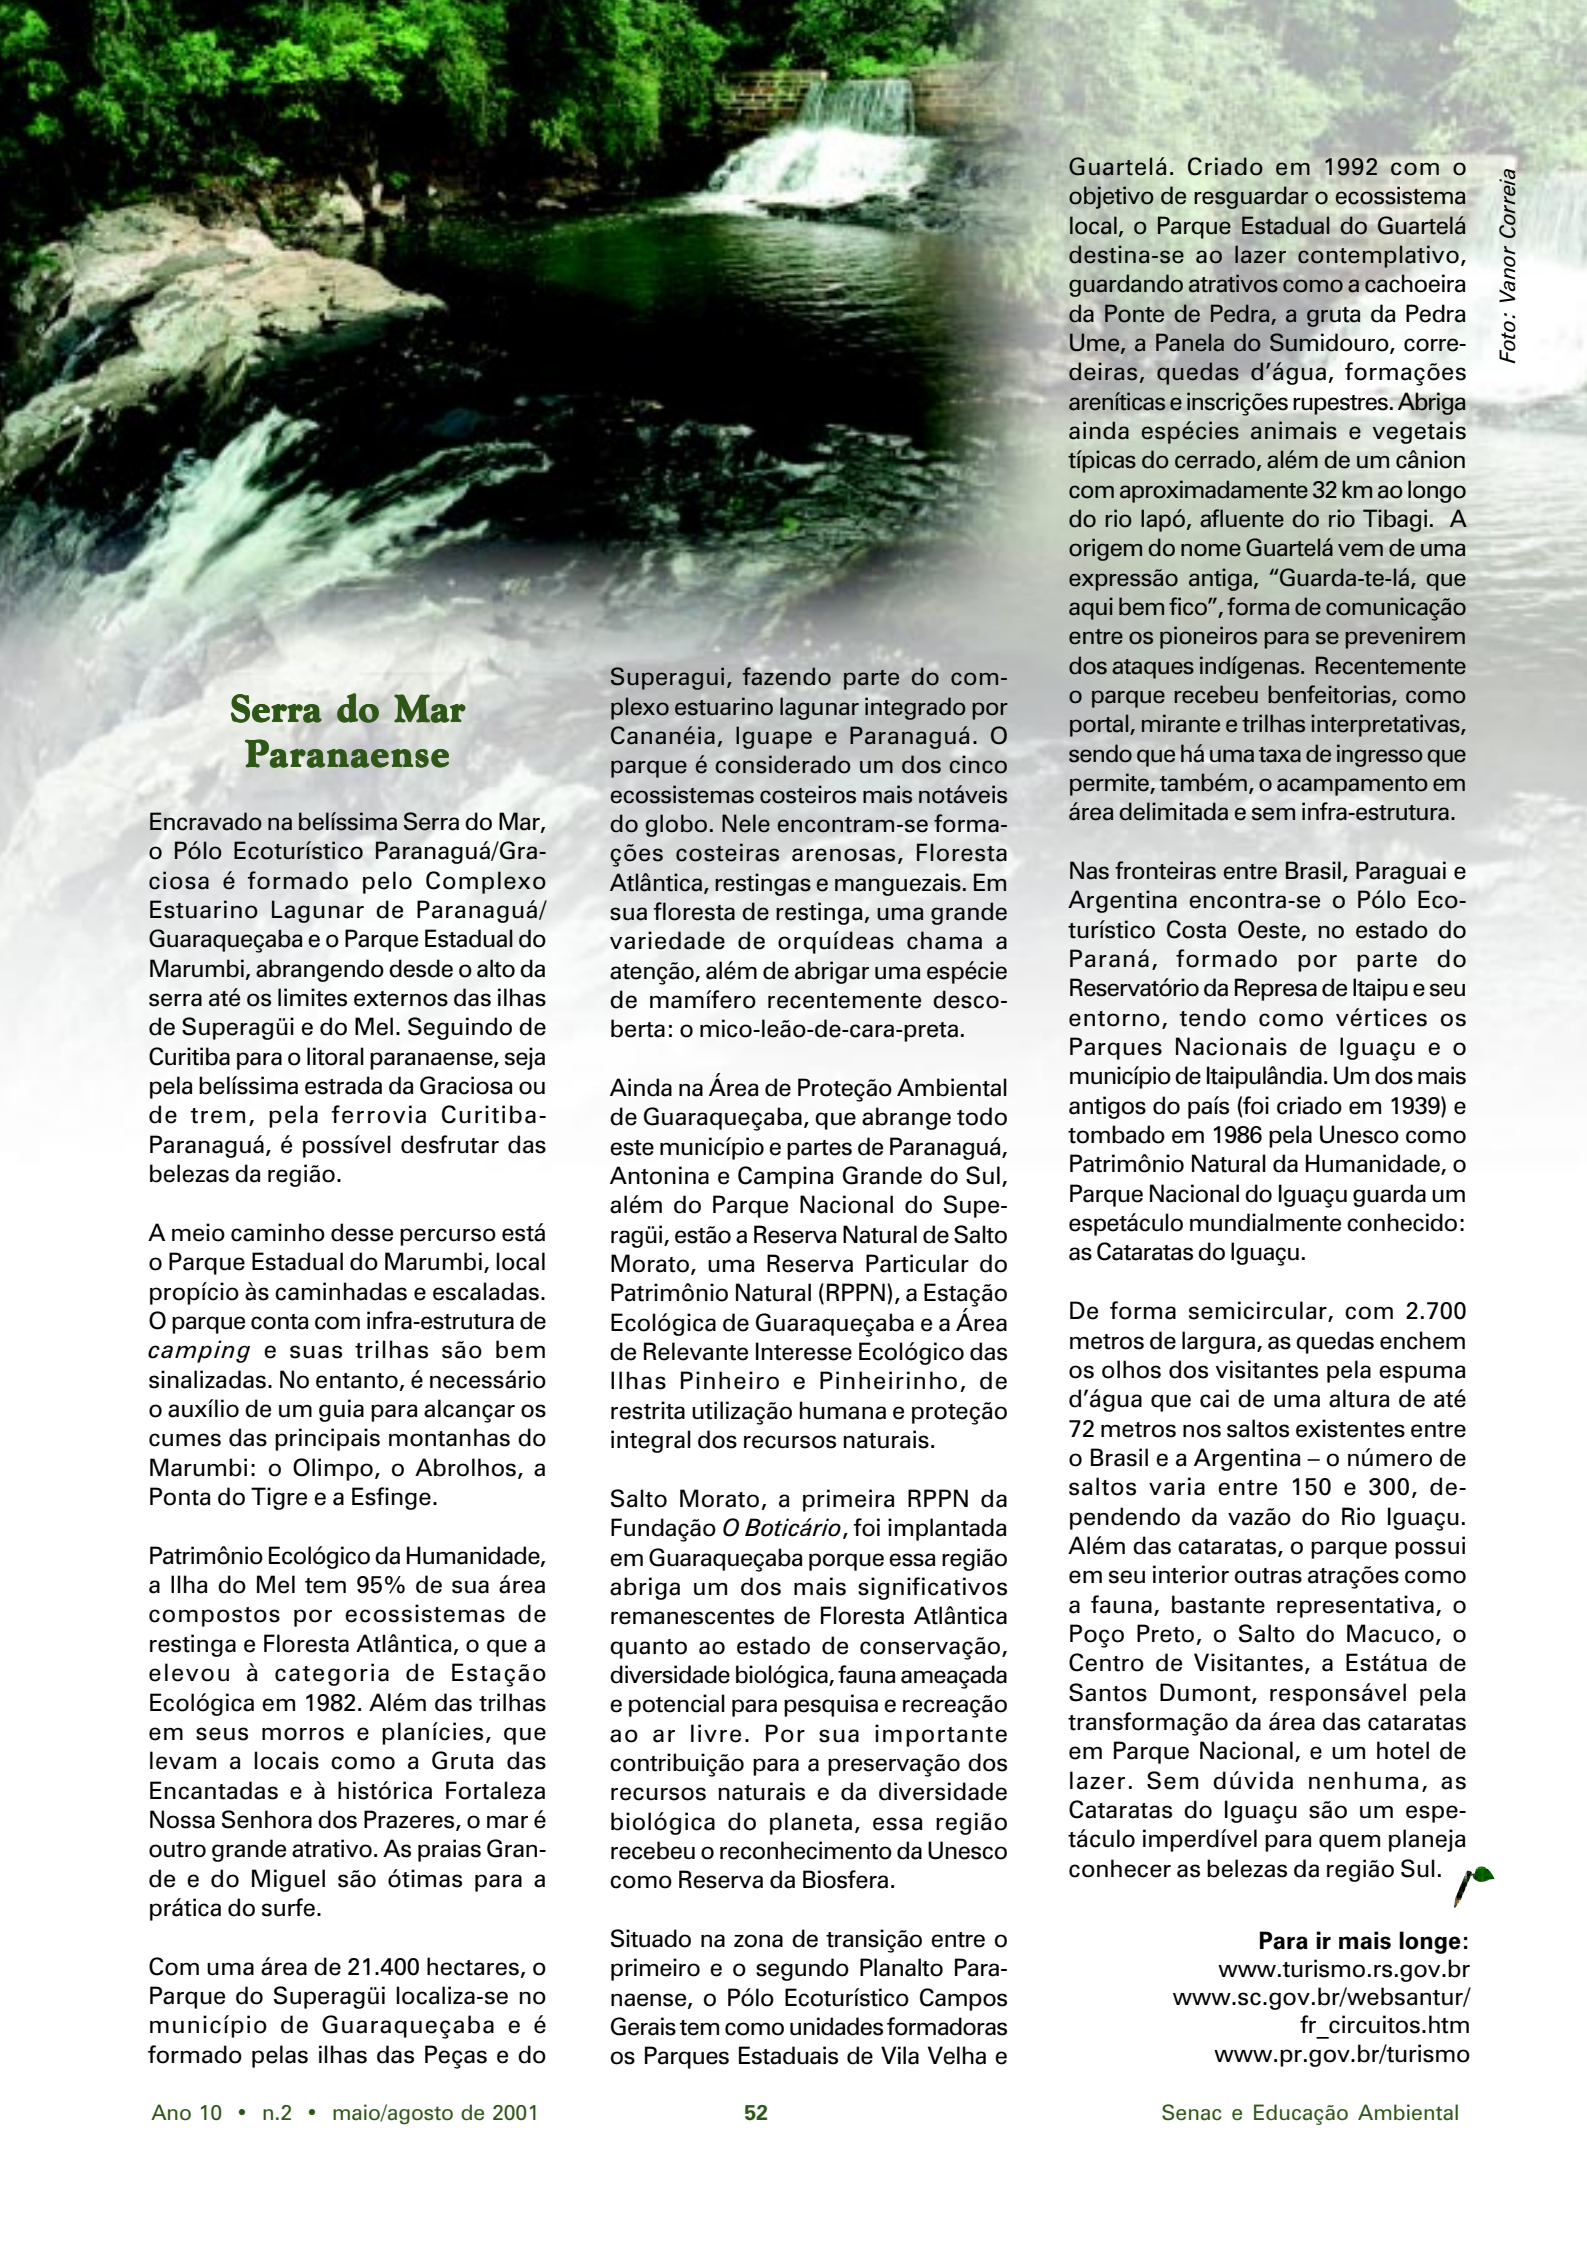 Serra do Mar
Paranaense
Encravado na belíssima Serra do Mar,
o Pólo Ecoturístico Paranaguá/Gra-
ciosa é formado pelo Complexo
Estuarino Lagunar de Paranaguá/
Guaraqueçaba e o Parque Estadual do
Marumbi, abrangendo desde o alto da
serra até os limites externos das ilhas
de Superagüi e do Mel. Seguindo de
Curitiba para o litoral paranaense, seja
pela belíssima estrada da Graciosa ou
de trem, pela ferrovia Curitiba-
Paranaguá, é possível desfrutar das
belezas da região.
A meio caminho desse percurso está
o Parque Estadual do Marumbi, local
propício às caminhadas e escaladas.
O parque conta com infra-estrutura de
camping e suas trilhas são bem
sinalizadas. No entanto, é necessário
o auxílio de um guia para alcançar os
cumes das principais montanhas do
Marumbi: o Olimpo, o Abrolhos, a
Ponta do Tigre e a Esfinge.
Patrimônio Ecológico da Humanidade,
a Ilha do Mel tem 95% de sua área
compostos por ecossistemas de
restinga e Floresta Atlântica, o que a
elevou à categoria de Estação
Ecológica em 1982. Além das trilhas
em seus morros e planícies, que
levam a locais como a Gruta das
Encantadas e à histórica Fortaleza
Nossa Senhora dos Prazeres, o mar é
outro grande atrativo. As praias Gran-
de e do Miguel são ótimas para a
prática do surfe.
Com uma área de 21.400 hectares, o
Parque do Superagüi localiza-se no
município de Guaraqueçaba e é
formado pelas ilhas das Peças e do
Superagui, fazendo parte do com-
plexo estuarino lagunar integrado por
Cananéia, Iguape e Paranaguá. O
parque é considerado um dos cinco
ecossistemas costeiros mais notáveis
do globo. Nele encontram-se forma-
ções costeiras arenosas, Floresta
Atlântica, restingas e manguezais. Em
sua floresta de restinga, uma grande
variedade de orquídeas chama a
atenção, além de abrigar uma espécie
de mamífero recentemente desco-
berta: o mico-leão-de-cara-preta.
Ainda na Área de Proteção Ambiental
de Guaraqueçaba, que abrange todo
este município e partes de Paranaguá,
Antonina e Campina Grande do Sul,
além do Parque Nacional do Supe-
ragüi, estão a Reserva Natural de Salto
Morato, uma Reserva Particular do
Patrimônio Natural (RPPN), a Estação
Ecológica de Guaraqueçaba e a Área
de Relevante Interesse Ecológico das
Ilhas Pinheiro e Pinheirinho, de
restrita utilização humana e proteção
integral dos recursos naturais.
Salto Morato, a primeira RPPN da
Fundação O Boticário, foi implantada
em Guaraqueçaba porque essa região
abriga um dos mais significativos
remanescentes de Floresta Atlântica
quanto ao estado de conservação,
diversidade biológica, fauna ameaçada
e potencial para pesquisa e recreação
ao ar livre. Por sua importante
contribuição para a preservação dos
recursos naturais e da diversidade
biológica do planeta, essa região
recebeu o reconhecimento da Unesco
como Reserva da Biosfera.
Situado na zona de transição entre o
primeiro e o segundo Planalto Para-
naense, o Pólo Ecoturístico Campos
Gerais tem como unidades formadoras
os Parques Estaduais de Vila Velha e
Guartelá. Criado em 1992 com o
objetivo de resguardar o ecossistema
local, o Parque Estadual do Guartelá
destina-se ao lazer contemplativo,
guardando atrativos como a cachoeira
da Ponte de Pedra, a gruta da Pedra
Ume, a Panela do Sumidouro, corre-
deiras, quedas d’água, formações
areníticas e inscrições rupestres. Abriga
ainda espécies animais e vegetais
típicas do cerrado, além de um cânion
com aproximadamente 32 km ao longo
do rio Iapó, afluente do rio Tibagi. A
origem do nome Guartelá vem de uma
expressão antiga, “Guarda-te-lá, que
aqui bem fico”, forma de comunicação
entre os pioneiros para se prevenirem
dos ataques indígenas. Recentemente
o parque recebeu benfeitorias, como
portal, mirante e trilhas interpretativas,
sendo que há uma taxa de ingresso que
permite, também, o acampamento em
área delimitada e sem infra-estrutura.
Nas fronteiras entre Brasil, Paraguai e
Argentina encontra-se o Pólo Eco-
turístico Costa Oeste, no estado do
Paraná, formado por parte do
Reservatório da Represa de Itaipu e seu
entorno, tendo como vértices os
Parques Nacionais de Iguaçu e o
município de Itaipulândia. Um dos mais
antigos do país (foi criado em 1939) e
tombado em 1986 pela Unesco como
Patrimônio Natural da Humanidade, o
Parque Nacional do Iguaçu guarda um
espetáculo mundialmente conhecido:
as Cataratas do Iguaçu.
De forma semicircular, com 2.700
metros de largura, as quedas enchem
os olhos dos visitantes pela espuma
d’água que cai de uma altura de até
72 metros nos saltos existentes entre
o Brasil e a Argentina – o número de
saltos varia entre 150 e 300, de-
pendendo da vazão do Rio Iguaçu.
Além das cataratas, o parque possui
em seu interior outras atrações como
a fauna, bastante representativa, o
Poço Preto, o Salto do Macuco, o
Centro de Visitantes, a Estátua de
Santos Dumont, responsável pela
transformação da área das cataratas
em Parque Nacional, e um hotel de
lazer. Sem dúvida nenhuma, as
Cataratas do Iguaçu são um espe-
táculo imperdível para quem planeja
conhecer as belezas da região Sul.
Foto: Vanor Correia
Para ir mais longe:
www.turismo.rs.gov.br
www.sc.gov.br/websantur/
fr_circuitos.htm
www.pr.gov.br/turismo
Ano 10 • n.2 • maio/agosto de 2001
52
Senac e Educação Ambiental